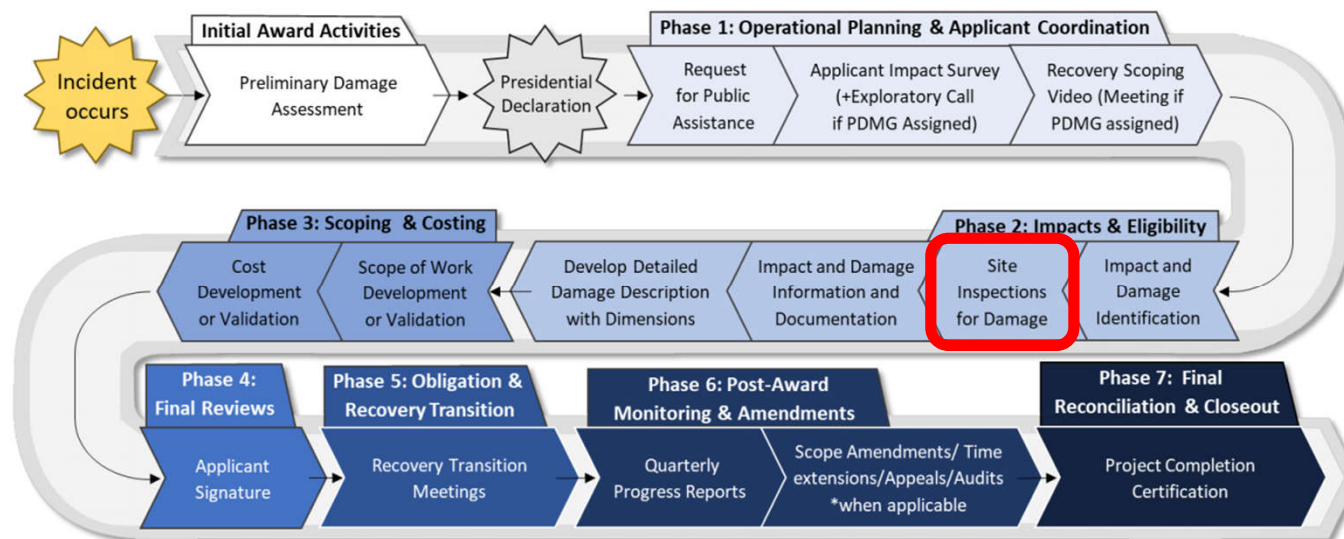 Incident
occurs
Initial Award Activities
Preliminary Damage
Assessment
Presidential
Declaration
Phase 1: Operational Planning & Applicant Coordination
Request
for Public
Assistance
Applicant Impact Survey
(+Exploratory Call
if PDMG Assigned)
Recovery Scoping
Video (Meeting if
PDMG assigned)
Phase 2: Impacts & Eligibility
Impact and
Damage
Identification
Site
Inspections
for Damage
Impact and Damage
Information and
Documentation
Develop Detailed
Damage Description
with Dimensions
Phase 3: Scoping & Costing
Scope of Work
Development
or Validation
Cost
Development
or Validation
Phase 4:
Final Reviews
Applicant
Signature
Phase 5: Obligation &
Recovery Transition
Recovery Transition
Meetings
Phase 6: Post-Award
Monitoring & Amendments
Quarterly
Progress Reports
Scope Amendments/ Time
extensions/Appeals/Audits
*when applicable
Phase 7: Final
Reconciliation & Closeout
Project Completion
Certification